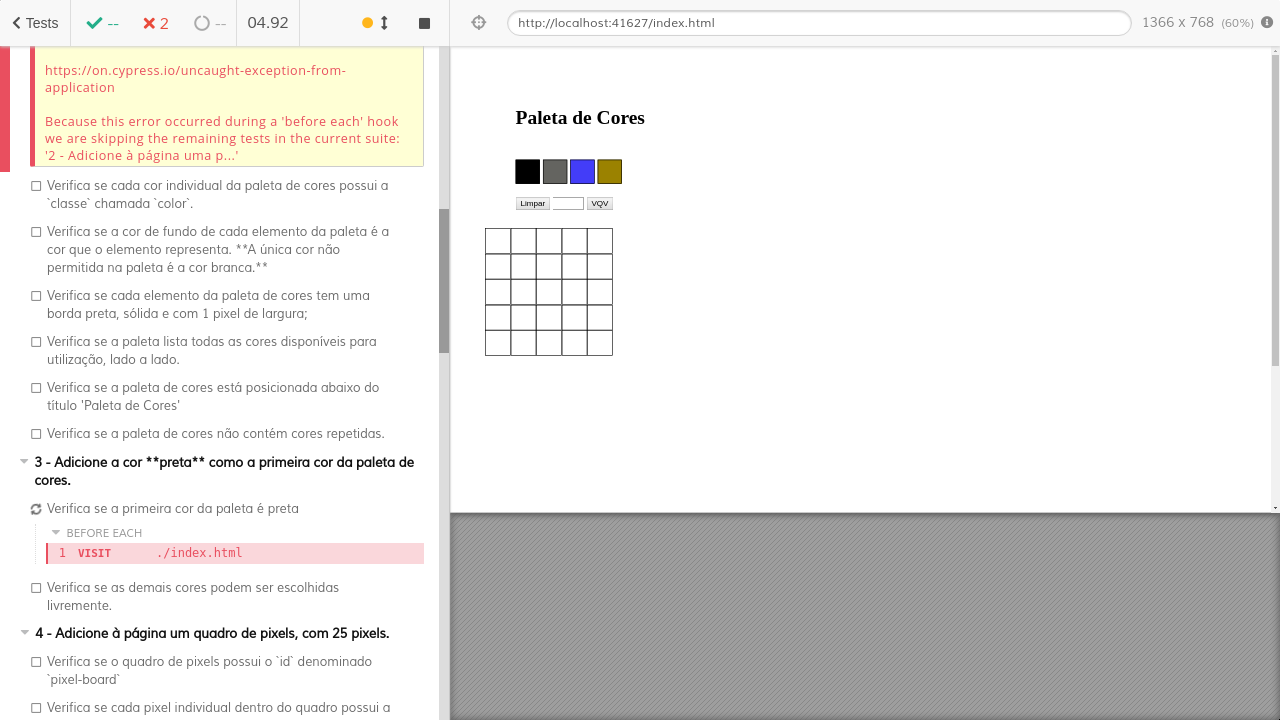 Tests
--
2
--
04.92
http://localhost:41627/index.html
1366 x 768 (60%)
https://on.cypress.io/uncaught-exception-from-
application
Because this error occurred during a 'before each' hook
we are skipping the remaining tests in the current suite:
'2 - Adicione à página uma p...'
Verifica se cada cor individual da paleta de cores possui a
`classe` chamada `color`.
Verifica se a cor de fundo de cada elemento da paleta é a
cor que o elemento representa. **A única cor não
permitida na paleta é a cor branca.**
Verifica se cada elemento da paleta de cores tem uma
borda preta, sólida e com 1 pixel de largura;
Verifica se a paleta lista todas as cores disponíveis para
utilização, lado a lado.
Verifica se a paleta de cores está posicionada abaixo do
título 'Paleta de Cores'
Verifica se a paleta de cores não contém cores repetidas.
3 - Adicione a cor **preta** como a primeira cor da paleta de
cores.
Verifica se a primeira cor da paleta é preta
BEFORE EACH
1 VISIT ./index.html
Verifica se as demais cores podem ser escolhidas
livremente.
4 - Adicione à página um quadro de pixels, com 25 pixels.
Verifica se o quadro de pixels possui o `id` denominado
`pixel-board`
Verifica se cada pixel individual dentro do quadro possui a
Paleta de Cores
Limpar
VQV